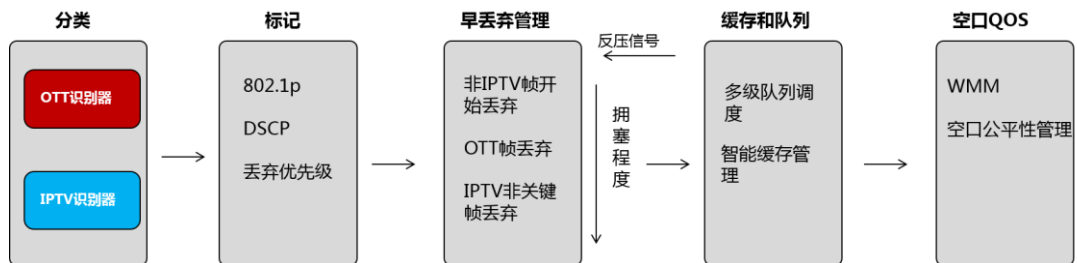 分类
标记
早丢弃管理
缓存和队列
空口QOS
OTT识别器
IPTV识别器
802.1p
DSCP
丢弃优先级
非IPTV帧开
始丢弃
OTT帧丢弃
IPTV非关键
帧丢弃
反压信号
拥
塞
程
度
多级队列调
度
智能缓存管
理
WMM
空口公平性管理